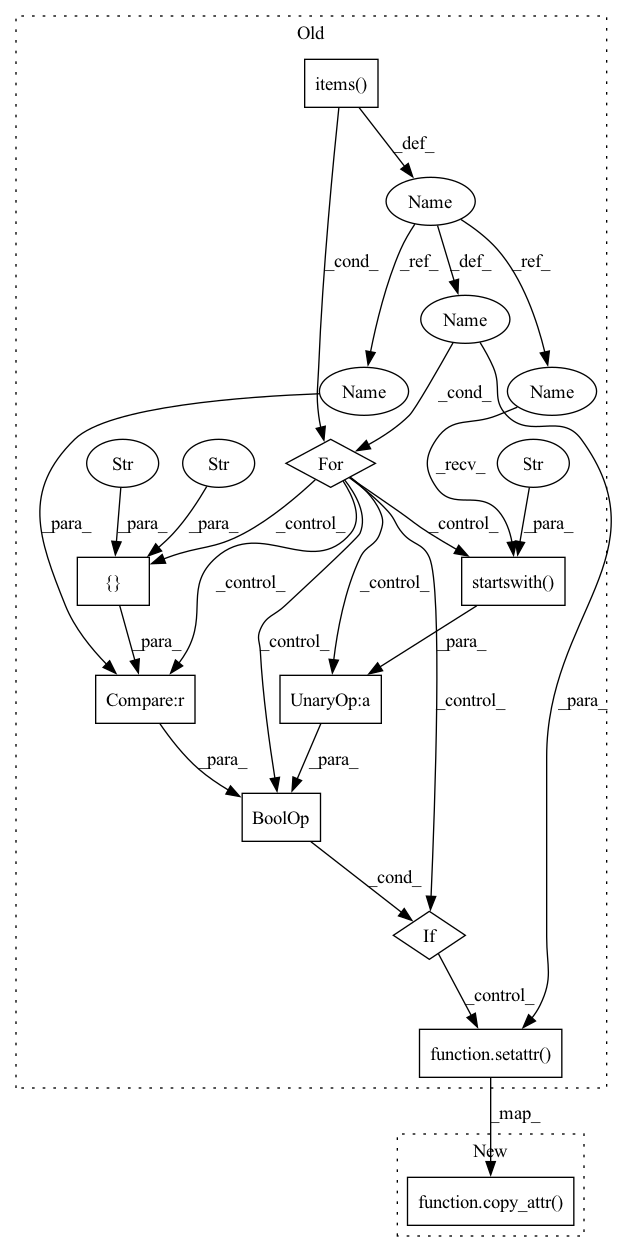 Old
items()
_def_
Name
_cond_
_ref_
_def_
_ref_
Name
Name
Name
_cond_
Str
Str
For
_recv_
Str
_para_
_para_
_para_
_control_
_control_
_para_
{}
startswith()
_control_
_control_
_para_
_control_
_para_
Compare:r
UnaryOp:a
_control_
_para_
_para_
_para_
BoolOp
_cond_
If
_control_
function.setattr()
_map_
New
function.copy_attr()